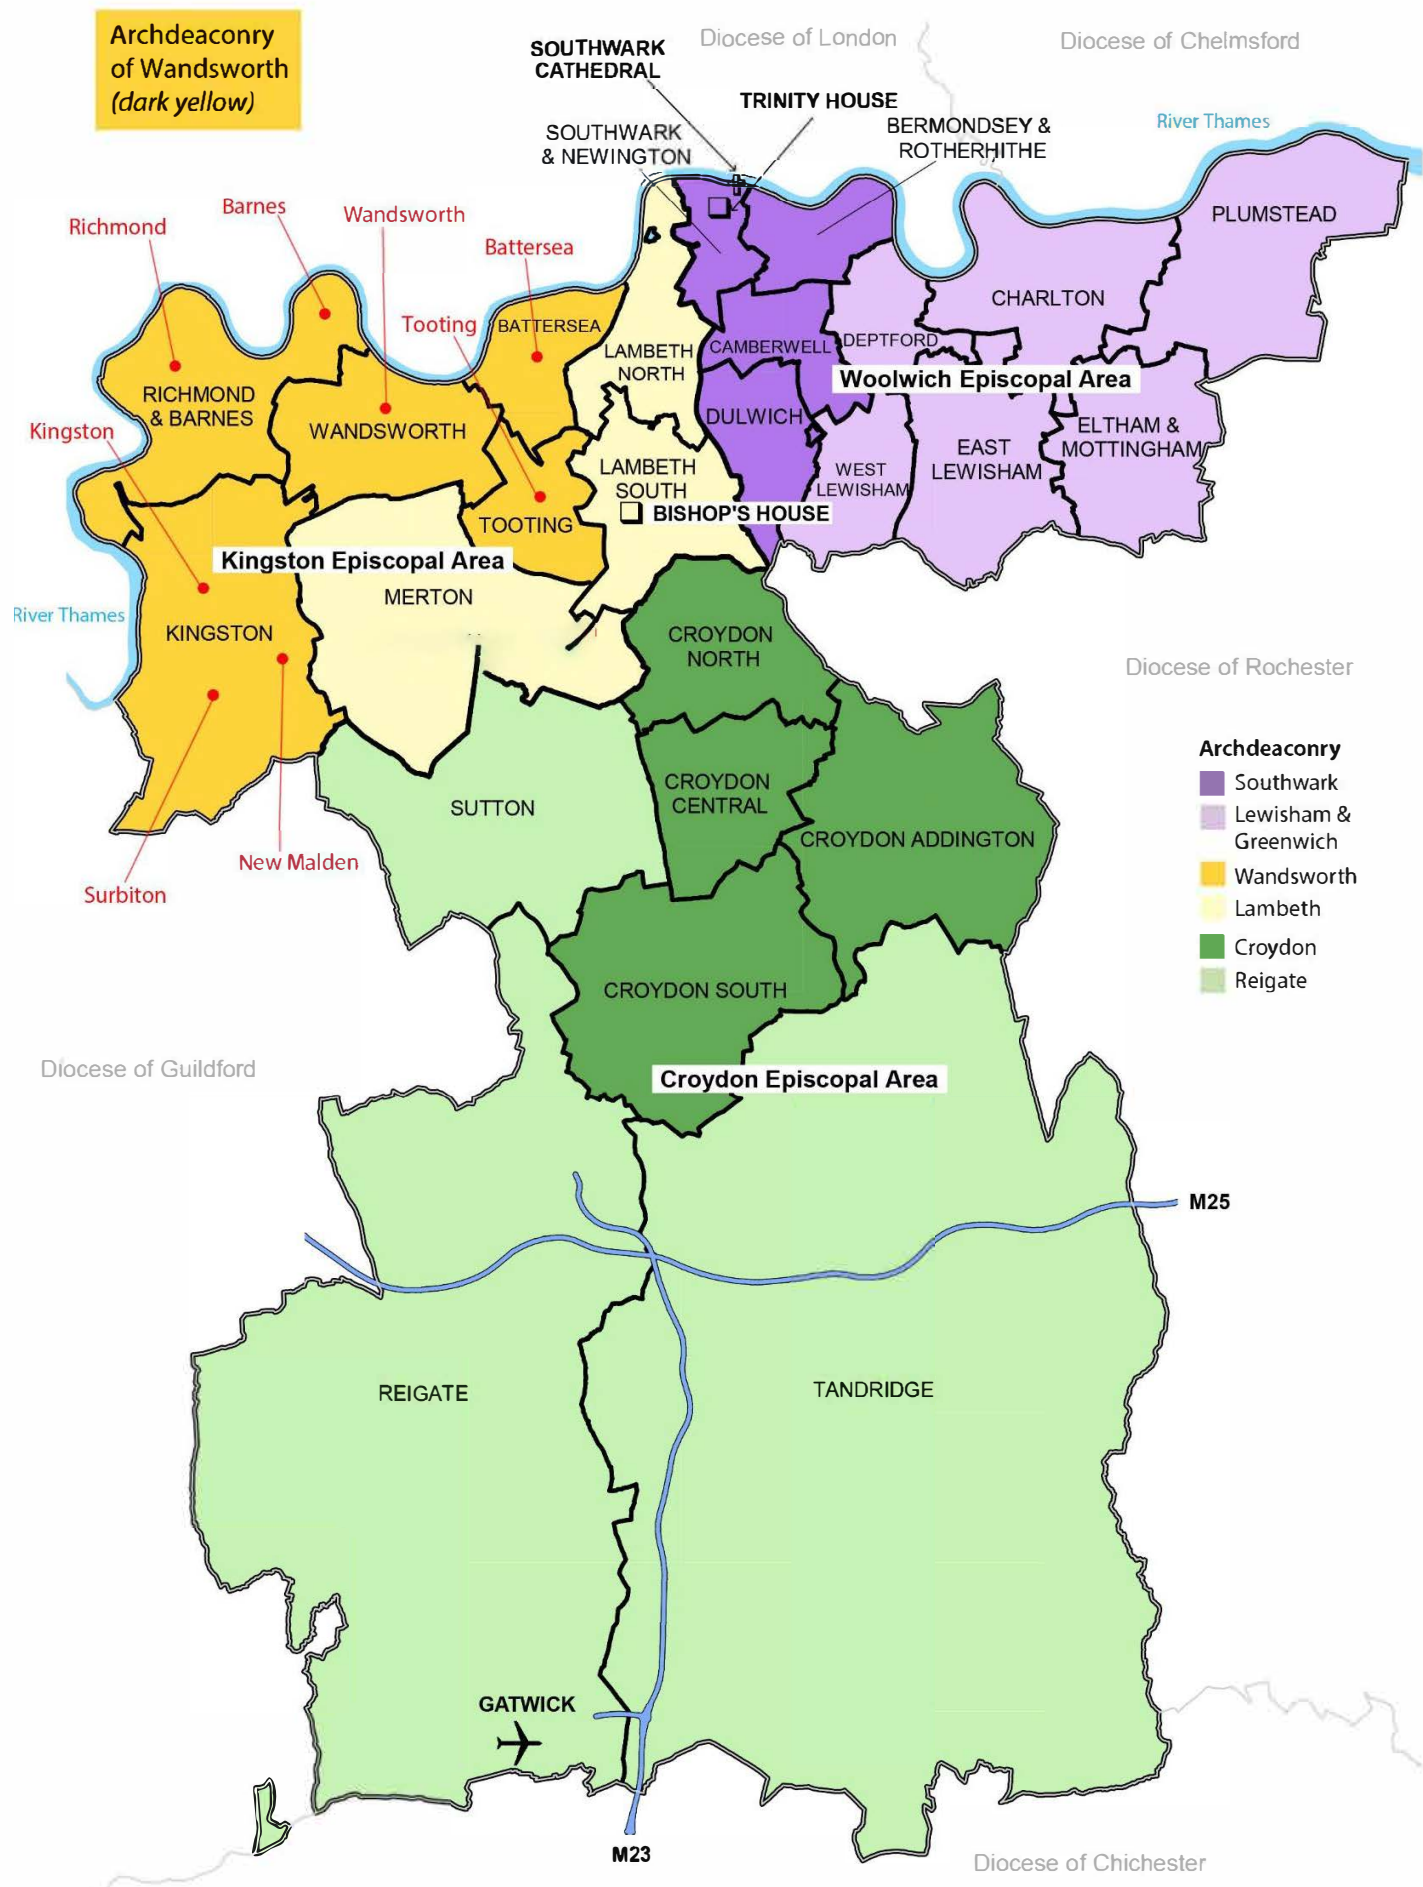 Archdeaconry
of Wandsworth
(dark yellow)
Diocese of London
Diocese of Chelmsford
SOUTHWARK
CATHEDRAL
TRINITY HOUSE
SOUTHWARK
& NEWINGTON
BERMONDSEY &
ROTHERHITHE
River Thames
Richmond
Barnes
Wandsworth
Battersea
Tooting
Kingston
PLUMSTEAD
CHARLTON
BATTERSEA
LAMBETH
NORTH
CAMBERWELL
DEPTFORD
Woolwich Episcopal Area
RICHMOND
& BARNES
WANDSWORTH
DULWICH
ELTHAM &
MOTTINGHAM
EAST
LEWISHAM
WEST
LEWISHAM
LAMBETH
SOUTH
BISHOP'S HOUSE
TOOTING
Kingston Episcopal Area
MERTON
River Thames
KINGSTON
CROYDON
NORTH
Diocese of Rochester
Archdeaconry
Southwark
Lewisham &
Greenwich
Wandsworth
Lambeth
Croydon
Reigate
SUTTON
CROYDON
CENTRAL
CROYDON ADDINGTON
New Malden
Surbiton
CROYDON SOUTH
Diocese of Guildford
Croydon Episcopal Area
M25
REIGATE
TANDRIDGE
GATWICK
M23
Diocese of Chichester